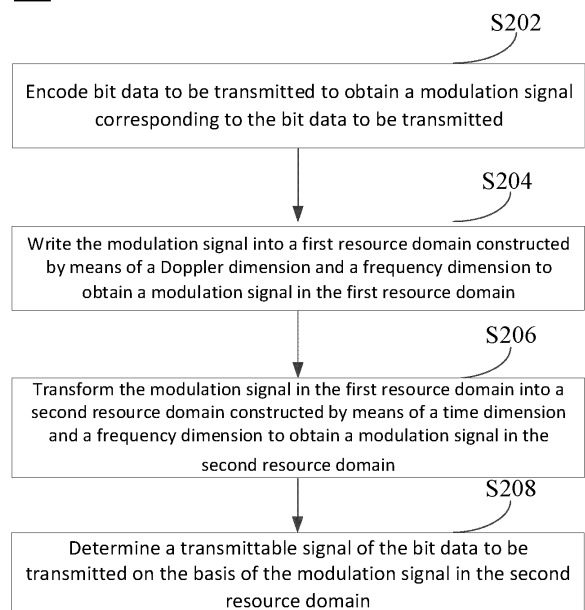 S202
Encode bit data to be transmitted to obtain a modulation signal
corresponding to the bit data to be transmitted
S204
Write the modulation signal into a first resource domain constructed
by means of a Doppler dimension and a frequency dimension to
obtain a modulation signal in the first resource domain
S206
Transform the modulation signal in the first resource domain into a
second resource domain constructed by means of a time dimension
and a frequency dimension to obtain a modulation signal in the
second resource domain
S208
Determine a transmittable signal of the bit data to be
transmitted on the basis of the modulation signal in the second
resource domain